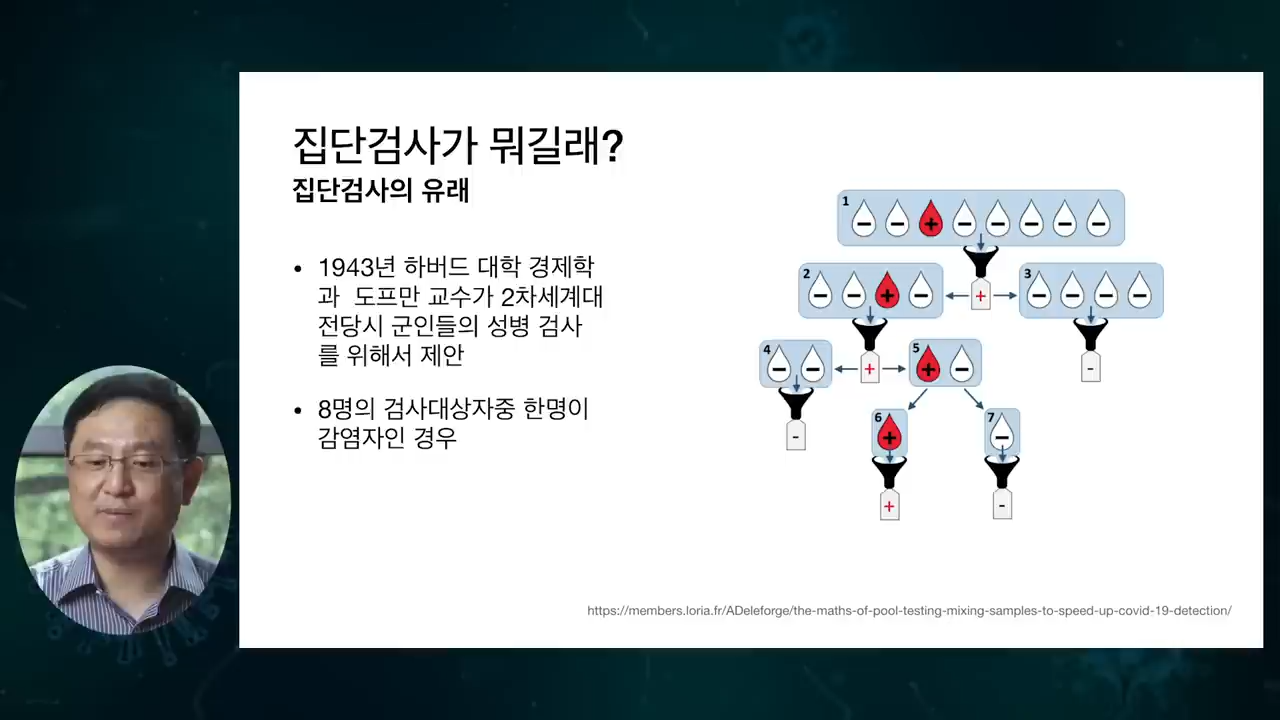 집단검사가 뭐길래?
집단검사의 유래
• 1943년 하버드 대학 경제학
과 도프만 교수가 2차세계대
전당시 군인들의 성병 검사
를 위해서 제안
• 8명의 검사대상자중 한명이
감염자인 경우
1 − − + − − − − −
2 − − + −
+
3 − − − −
4 − −
+
5 + −
-
-
6 +
7 −
+
-
https://members.loria.fr/ADeleforge/the-maths-of-pool-testing-mixing-samples-to-speed-up-covid-19-detection/